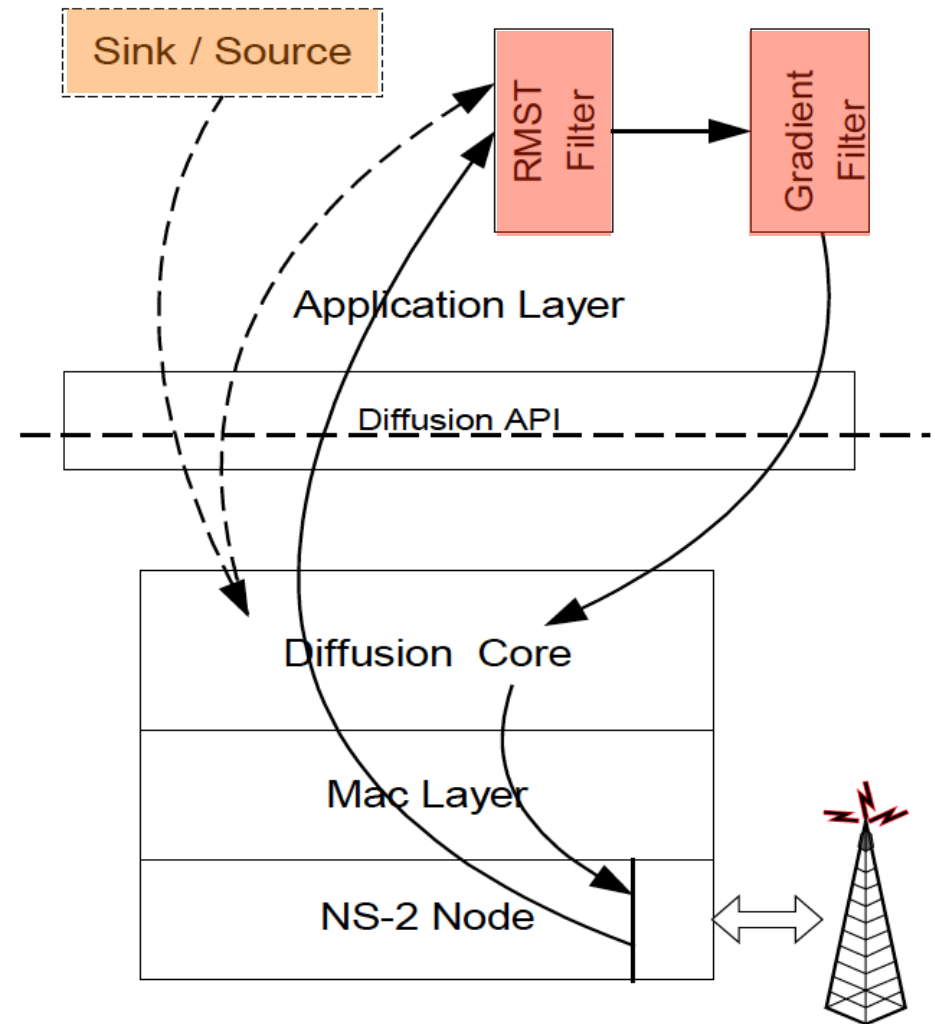 Sink / Source
RMST
Filter
Gradient
Filter
Application Layer
Diffusion API
Diffusion Core
Mac Layer
NS-2 Node